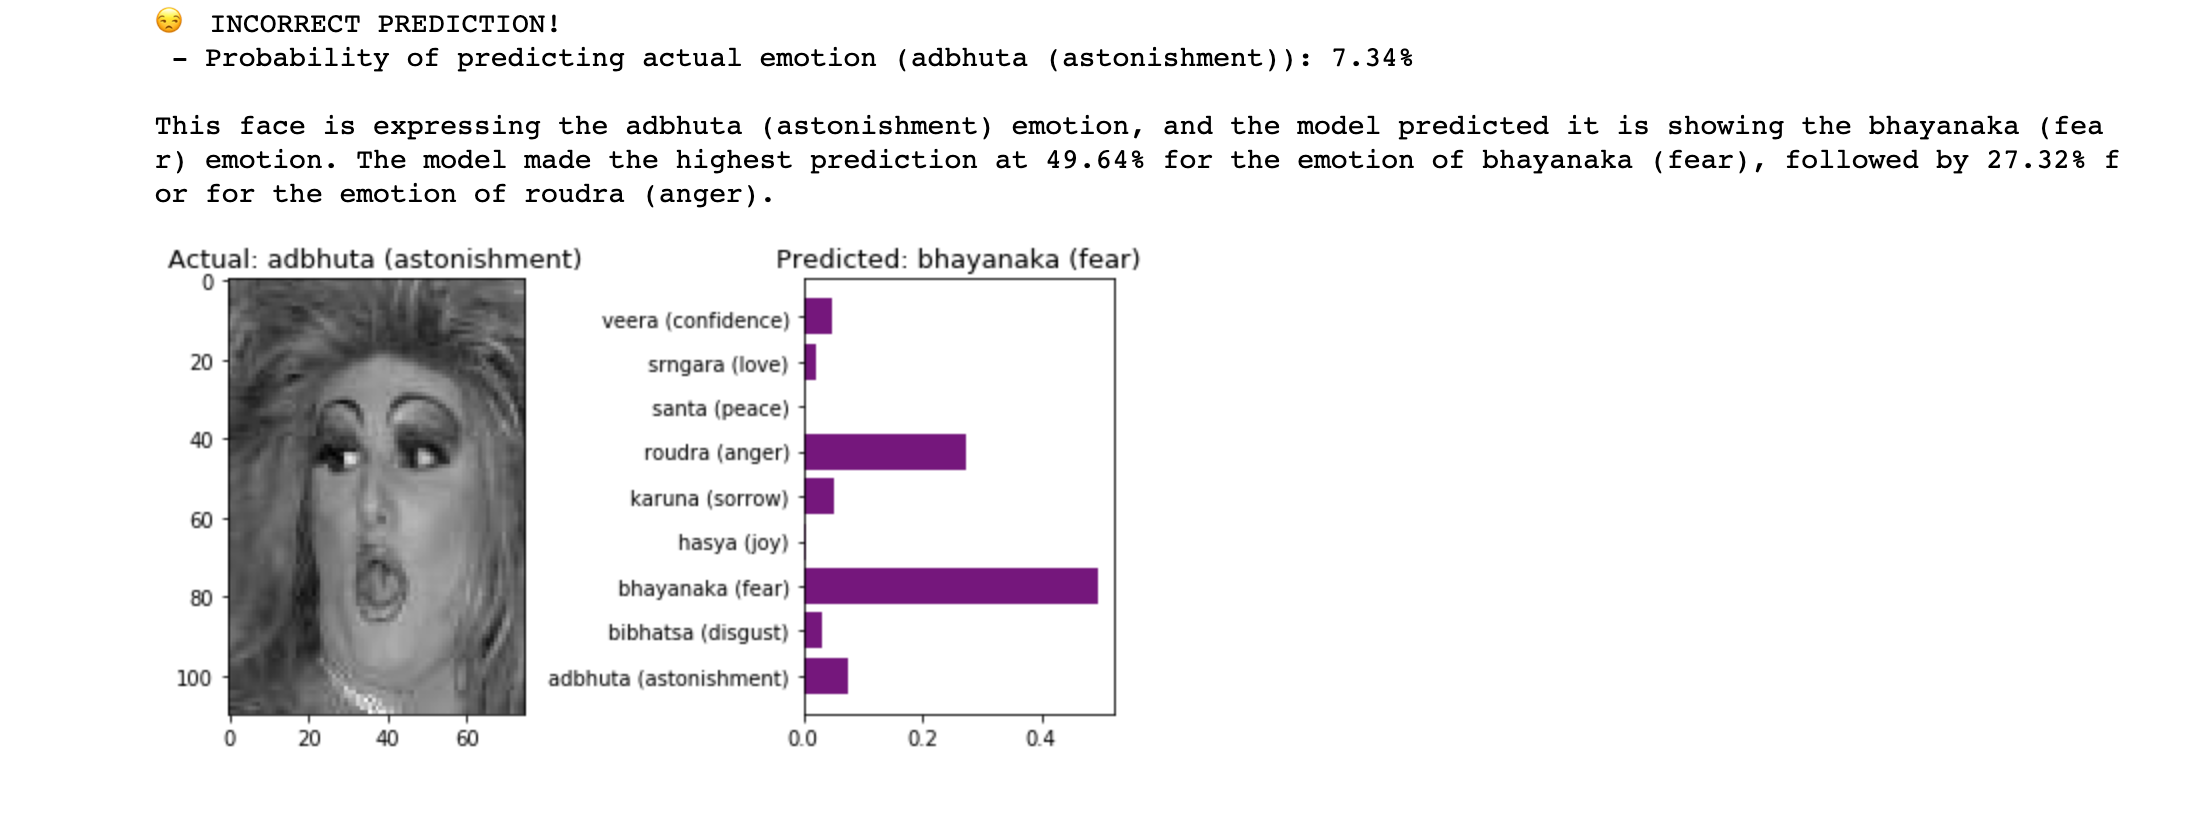 😒 INCORRECT PREDICTION!
- Probability of predicting actual emotion (adbhuta (astonishment)): 7.34%
This face is expressing the adbhuta (astonishment) emotion, and the model predicted it is showing the bhayanaka (fea
r) emotion. The model made the highest prediction at 49.64% for the emotion of bhayanaka (fear), followed by 27.32% f
or for the emotion of roudra (anger).
Actual: adbhuta (astonishment)
0
20
40
60
80
100
0 20 40 60
Predicted: bhayanaka (fear)
veera (confidence)
srngara (love)
santa (peace)
roudra (anger)
karuna (sorrow)
hasya (joy)
bhayanaka (fear)
bibhatsa (disgust)
adbhuta (astonishment)
0.0 0.2 0.4